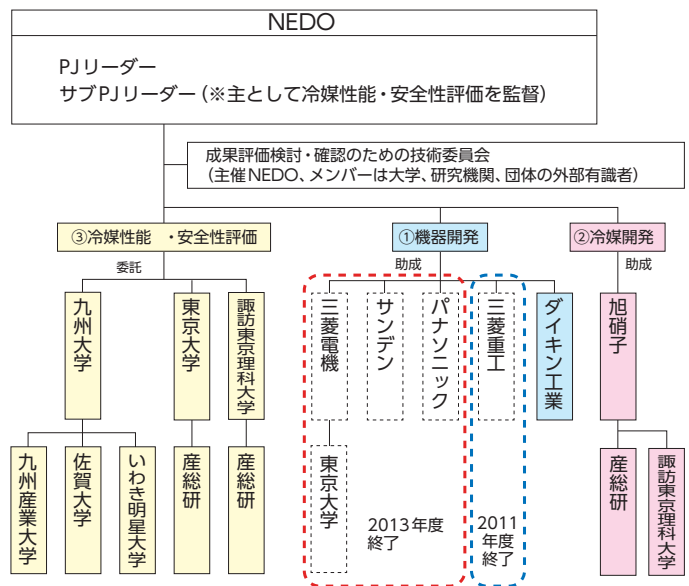 NEDO
PJリーダー
サブPJリーダー（※主として冷媒性能・安全性評価を監督）
成果評価検討・確認のための技術委員会
（主催NEDO、メンバーは大学、研究機関、団体の外部有識者）
③冷媒性能　・安全性評価
①機器開発
②冷媒開発
委託
助成
助成
九州大学
東京大学
諏訪東京理科大学
三菱電機
サンデン
パナソニック
三菱重工
ダイキン工業
旭硝子
九州産業大学
佐賀大学
いわき明星大学
産総研
産総研
東京大学
2013年度
終了
2011
年度
終了
産総研
諏訪東京理科大学